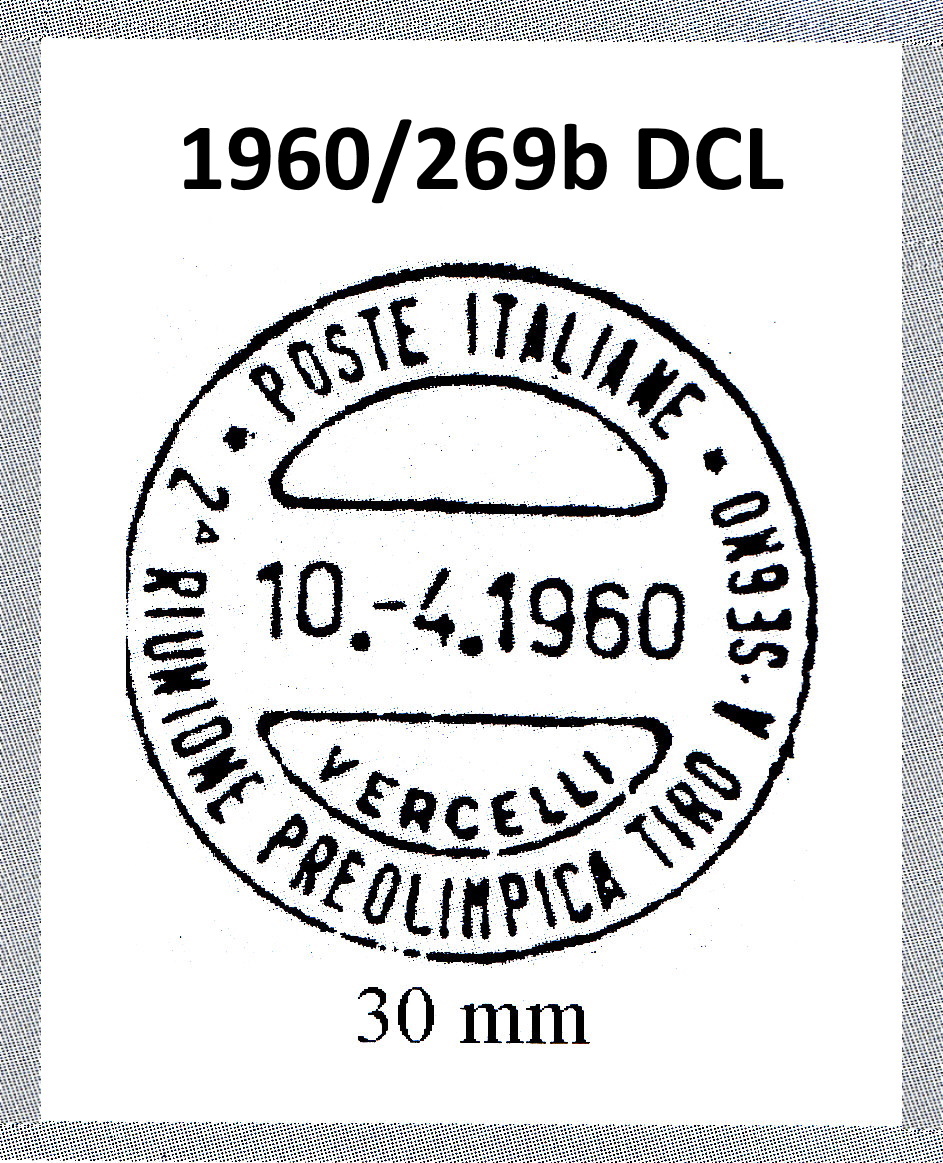 1960/269b DCL
* POSTE ITALIANE *
2ª RIUNIONE PREOLIMPICA TIRO A SEGNO
10.-4.1960
VERCELLI
30 mm